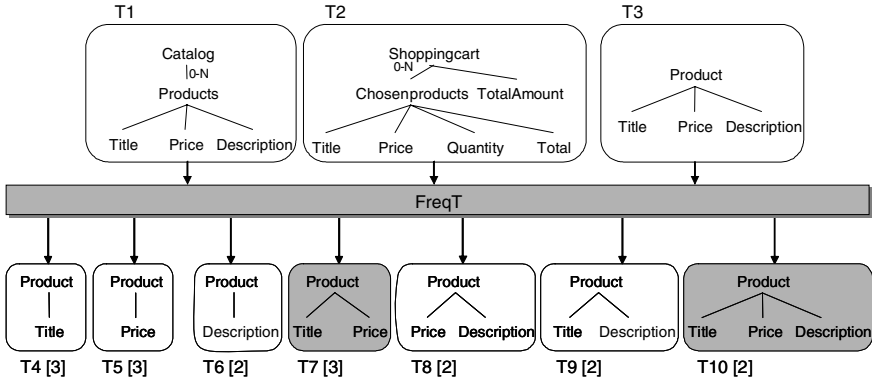 T1 T2 T3
Catalog
0-N
Products
Title Price Description
Shoppingcart
0-N
Chosenproducts TotalAmount
Title Price Quantity Total
Product
Title Price Description
FreqT
Product
Title
Product
Price
Product
Description
Product
Title Price
Product
Price Description
Product
Title Description
Product
Title Price Description
T4 [3] T5 [3] T6 [2] T7 [3] T8 [2] T9 [2] T10 [2]